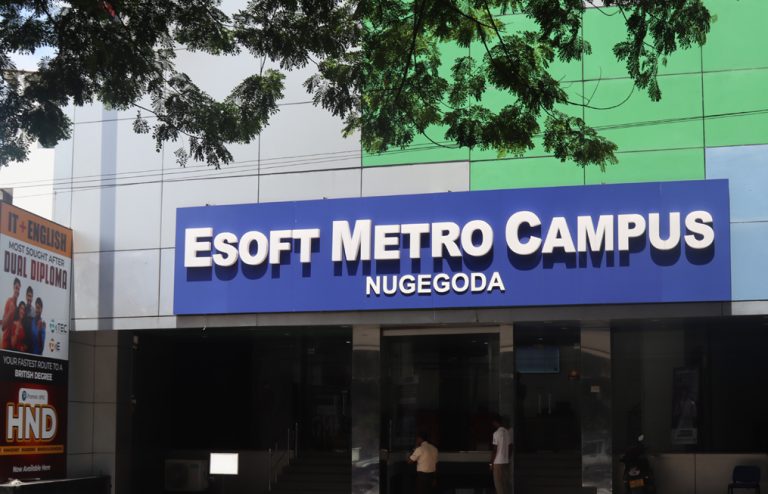 ESOFT METRO CAMPUS
NUGEGODA
IT + ENGLISH
MOST SOUGHT AFTER
DUAL DIPLOMA
YOUR FASTEST ROUTE TO A
BRITISH DEGREE
HND
Now Available Here